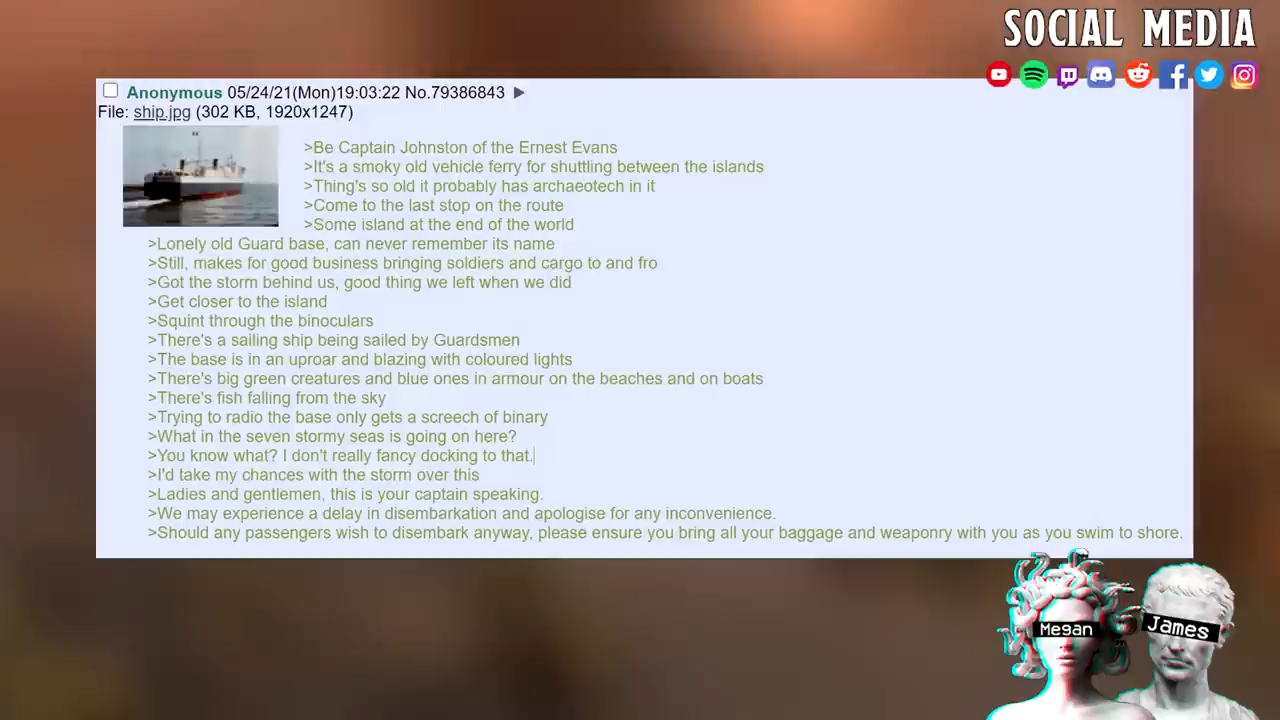 SOCIAL MEDIA
Anonymous 05/24/21(Mon)19:03:22 No.79386843 ▶
File: ship.jpg (302 KB, 1920x1247)
>Be Captain Johnston of the Ernest Evans
>It's a smoky old vehicle ferry for shuttling between the islands
>Thing's so old it probably has archaeotech in it
>Come to the last stop on the route
>Some island at the end of the world
>Lonely old Guard base, can never remember its name
>Still, makes for good business bringing soldiers and cargo to and fro
>Got the storm behind us, good thing we left when we did
>Get closer to the island
>Squint through the binoculars
>There's a sailing ship being sailed by Guardsmen
>The base is in an uproar and blazing with coloured lights
>There's big green creatures and blue ones in armour on the beaches and on boats
>There's fish falling from the sky
>Trying to radio the base only gets a screech of binary
>What in the seven stormy seas is going on here?
>You know what? I don't really fancy docking to that.
>I'd take my chances with the storm over this
>Ladies and gentlemen, this is your captain speaking.
>We may experience a delay in disembarkation and apologise for any inconvenience.
>Should any passengers wish to disembark anyway, please ensure you bring all your baggage and weaponry with you as you swim to shore.
Megan
James